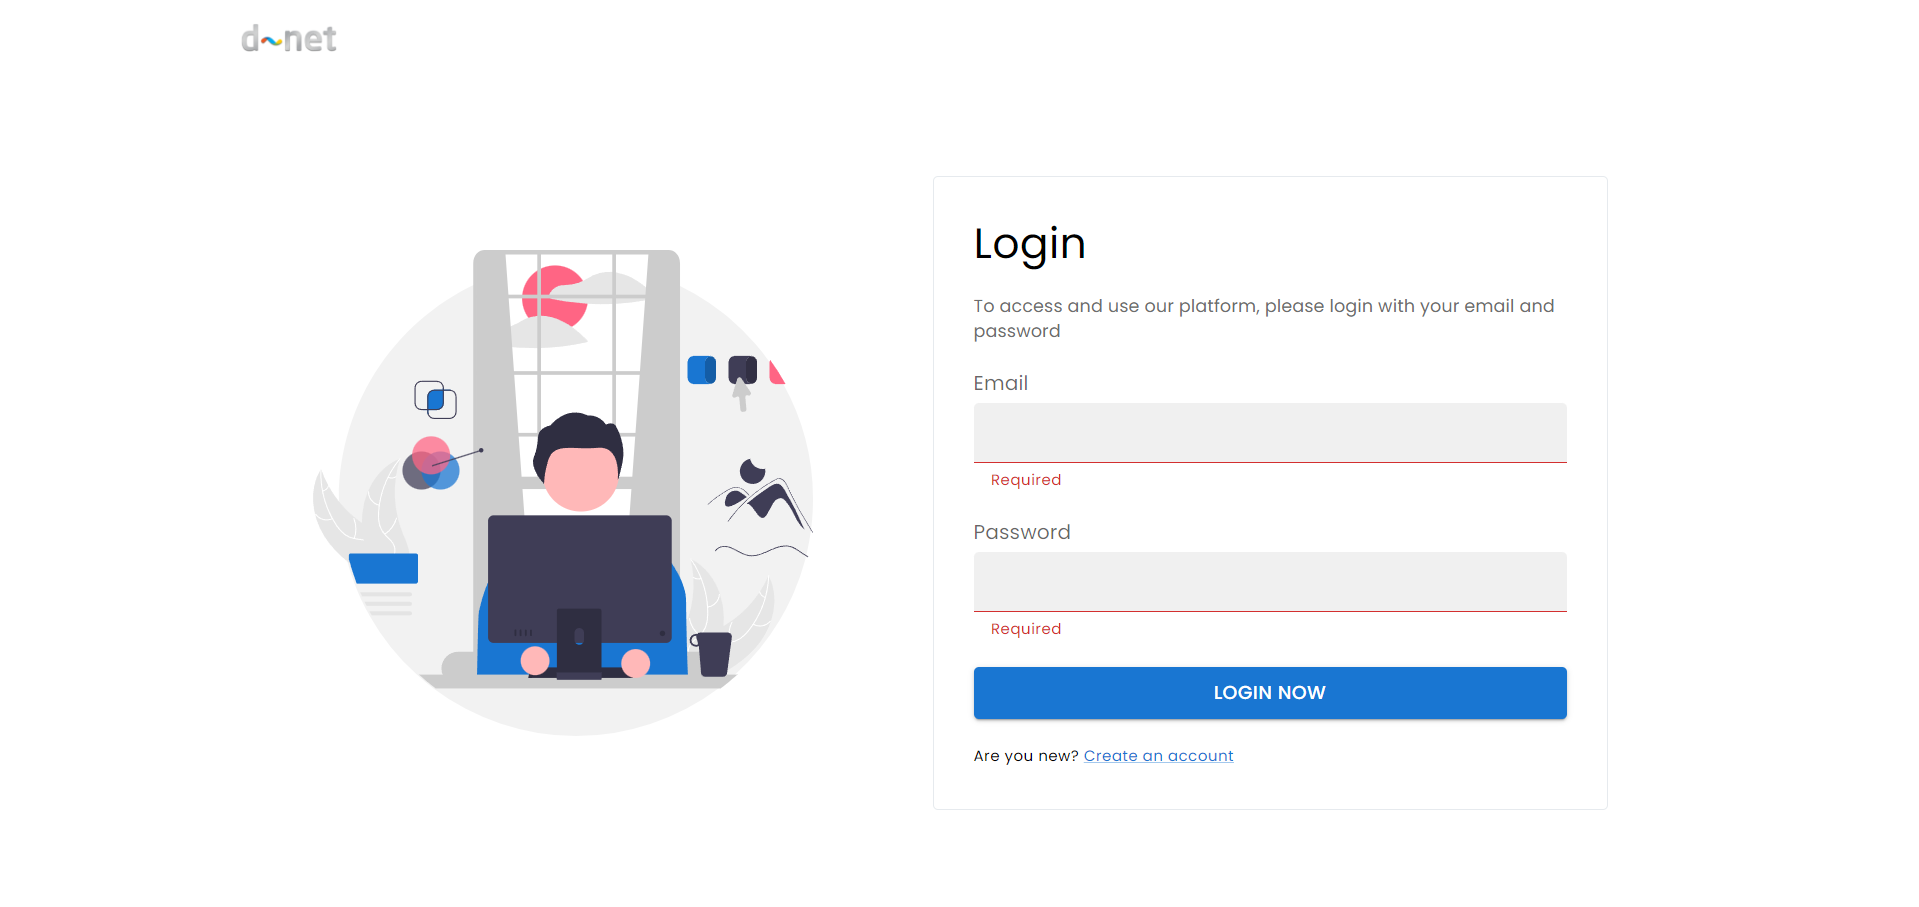 d~net
Login
To access and use our platform, please login with your email and
password
Email
Required
Password
Required
LOGIN NOW
Are you new? Create an account